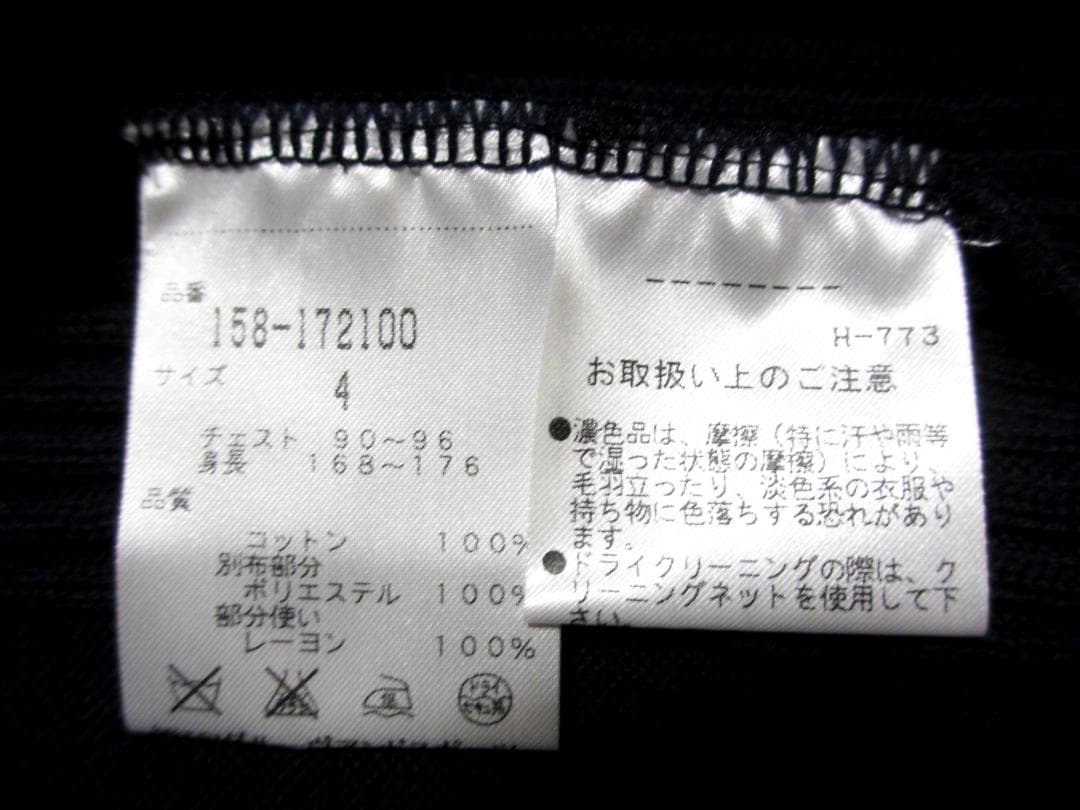 品番
158-172100
サイズ
4
チェスト 90~96
身長 168~176
品質
コットン 100%
別布部分
ポリエステル 100%
部分使い
レーヨン 100%
ドライ
セキユ系
H-773
お取扱い上のご注意
●濃色品は、摩擦(特に汗や雨等
で湿った状態の摩擦)により、
毛羽立ったり、淡色系の衣服や
持ち物に色落ちする恐れがあり
ます。
●ドライクリーニングの際は、ク
リーニングネットを使用して下
さい。